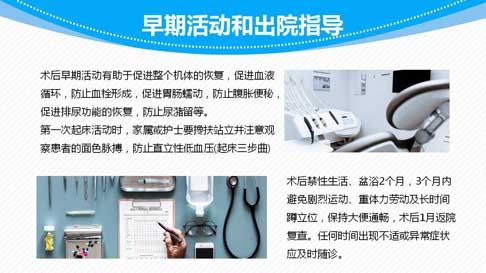 早期活动和出院指导
术后早期活动有助于促进整个机体的恢复，促进血液
循环，防止血栓形成，促进胃肠蠕动，防止腹胀便秘，
促进排尿功能的恢复，防止尿潴留等。
第一次起床活动时，家属或护士要搀扶站立并注意观
察患者的面色脉搏，防止直立性低血压(起床三步曲)
术后禁性生活、盆浴2个月，3个月内
避免剧烈运动、重体力劳动及长时间
蹲立位，保持大便通畅，术后1月返院
复直。任何时间出现不适或异常症状
应及时随诊。